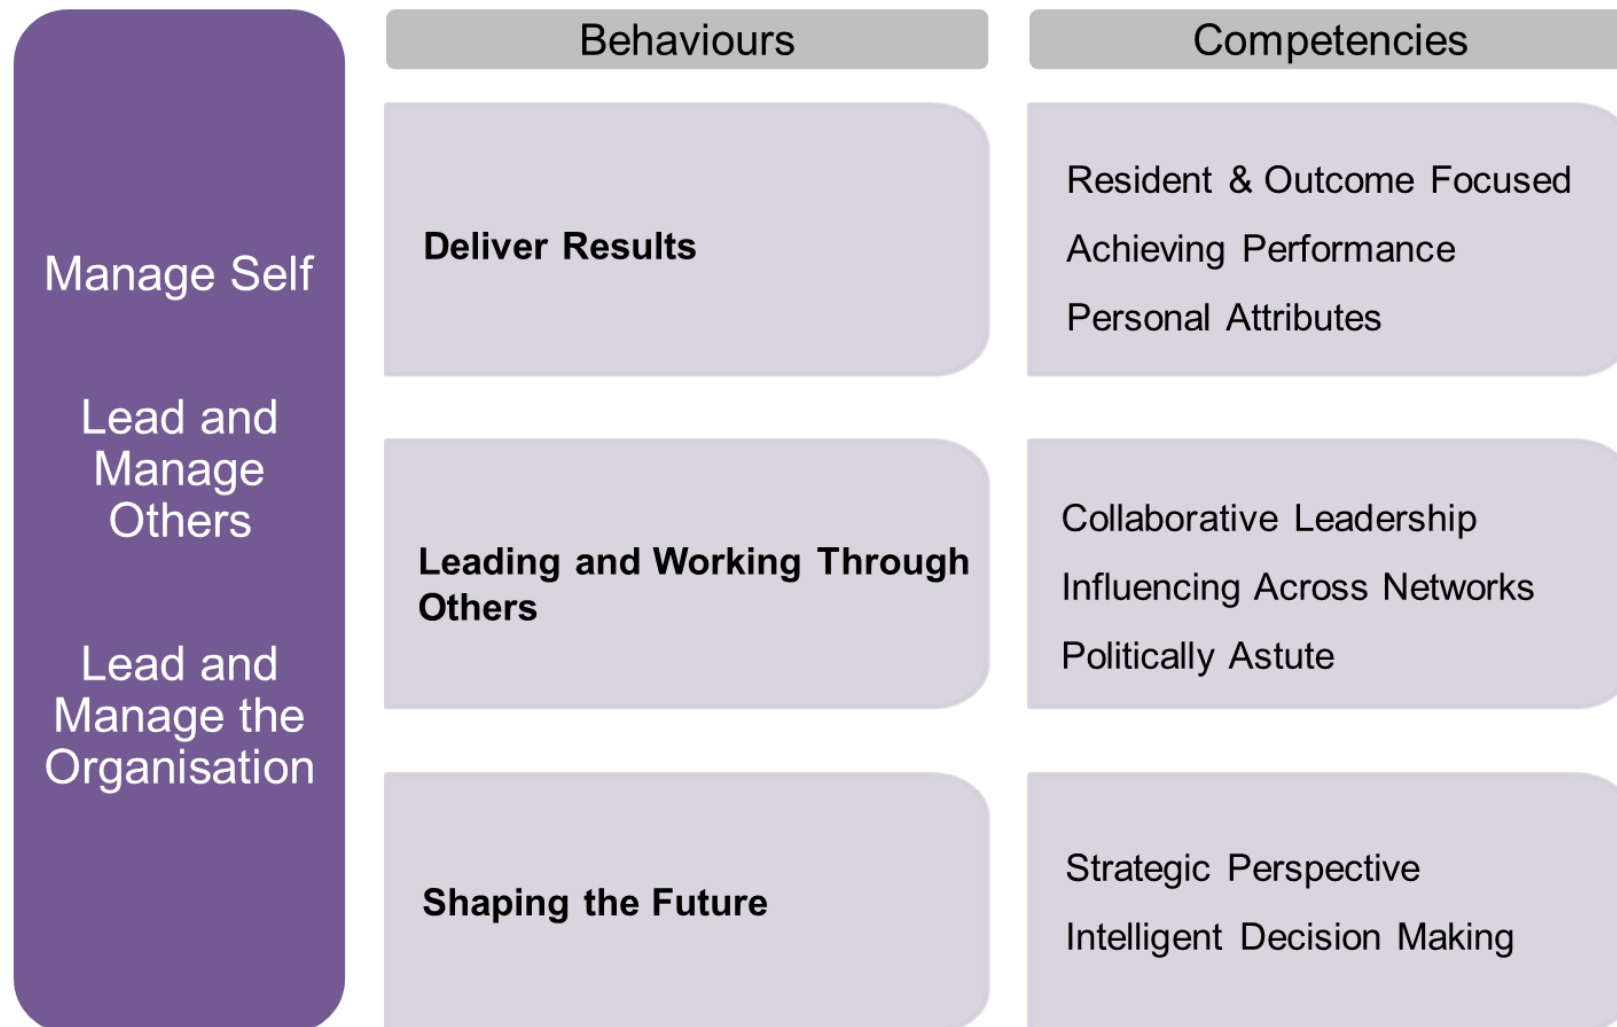 Manage Self
Lead and
Manage
Others
Lead and
Manage the
Organisation
Behaviours
Competencies
Deliver Results
Resident & Outcome Focused
Achieving Performance
Personal Attributes
Leading and Working Through
Others
Collaborative Leadership
Influencing Across Networks
Politically Astute
Shaping the Future
Strategic Perspective
Intelligent Decision Making